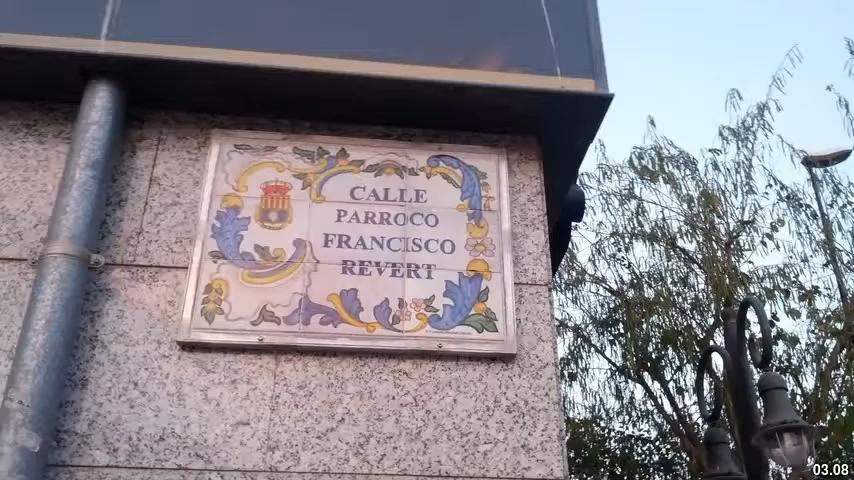 CALLE
PARROCO
FRANCISCO
REVERT
03.08